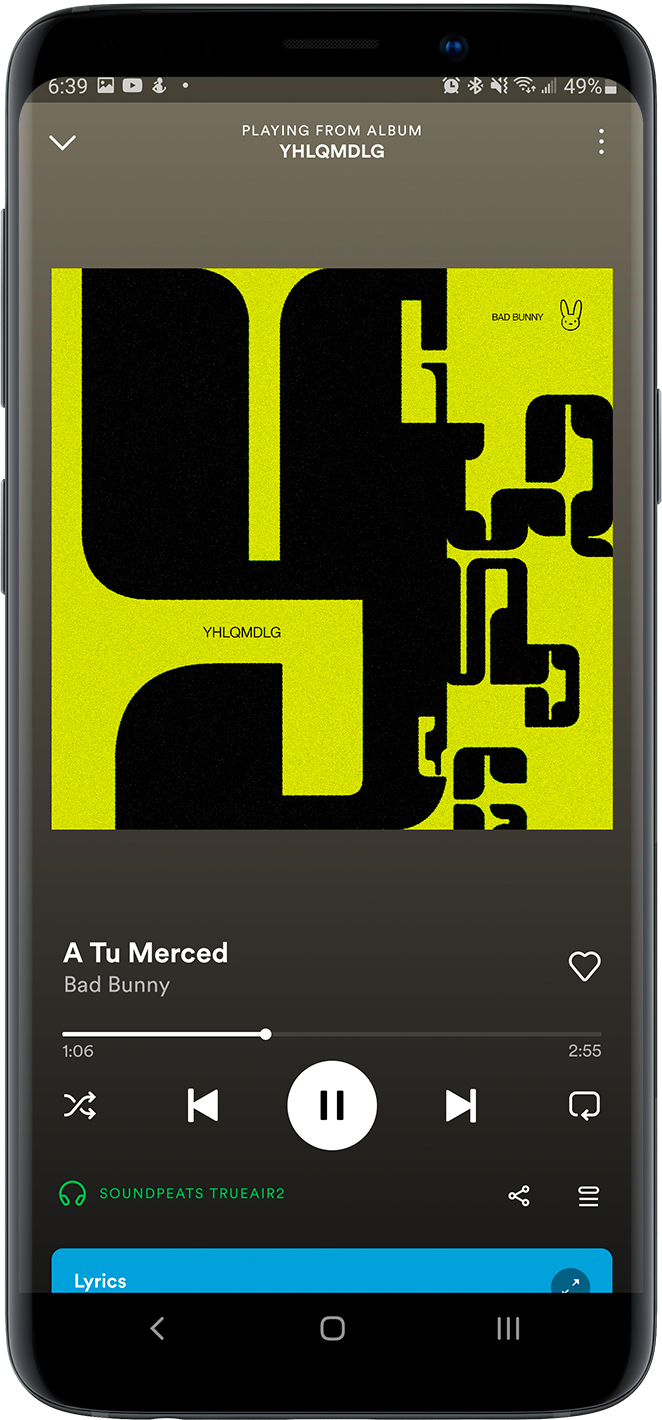 6:39 49%
PLAYING FROM ALBUM
YHLQMDLG
BAD BUNNY
YHLQMDLG
A Tu Merced
Bad Bunny
1:06 2:55
SOUNDPEATS TRUEAIR2
Lyrics